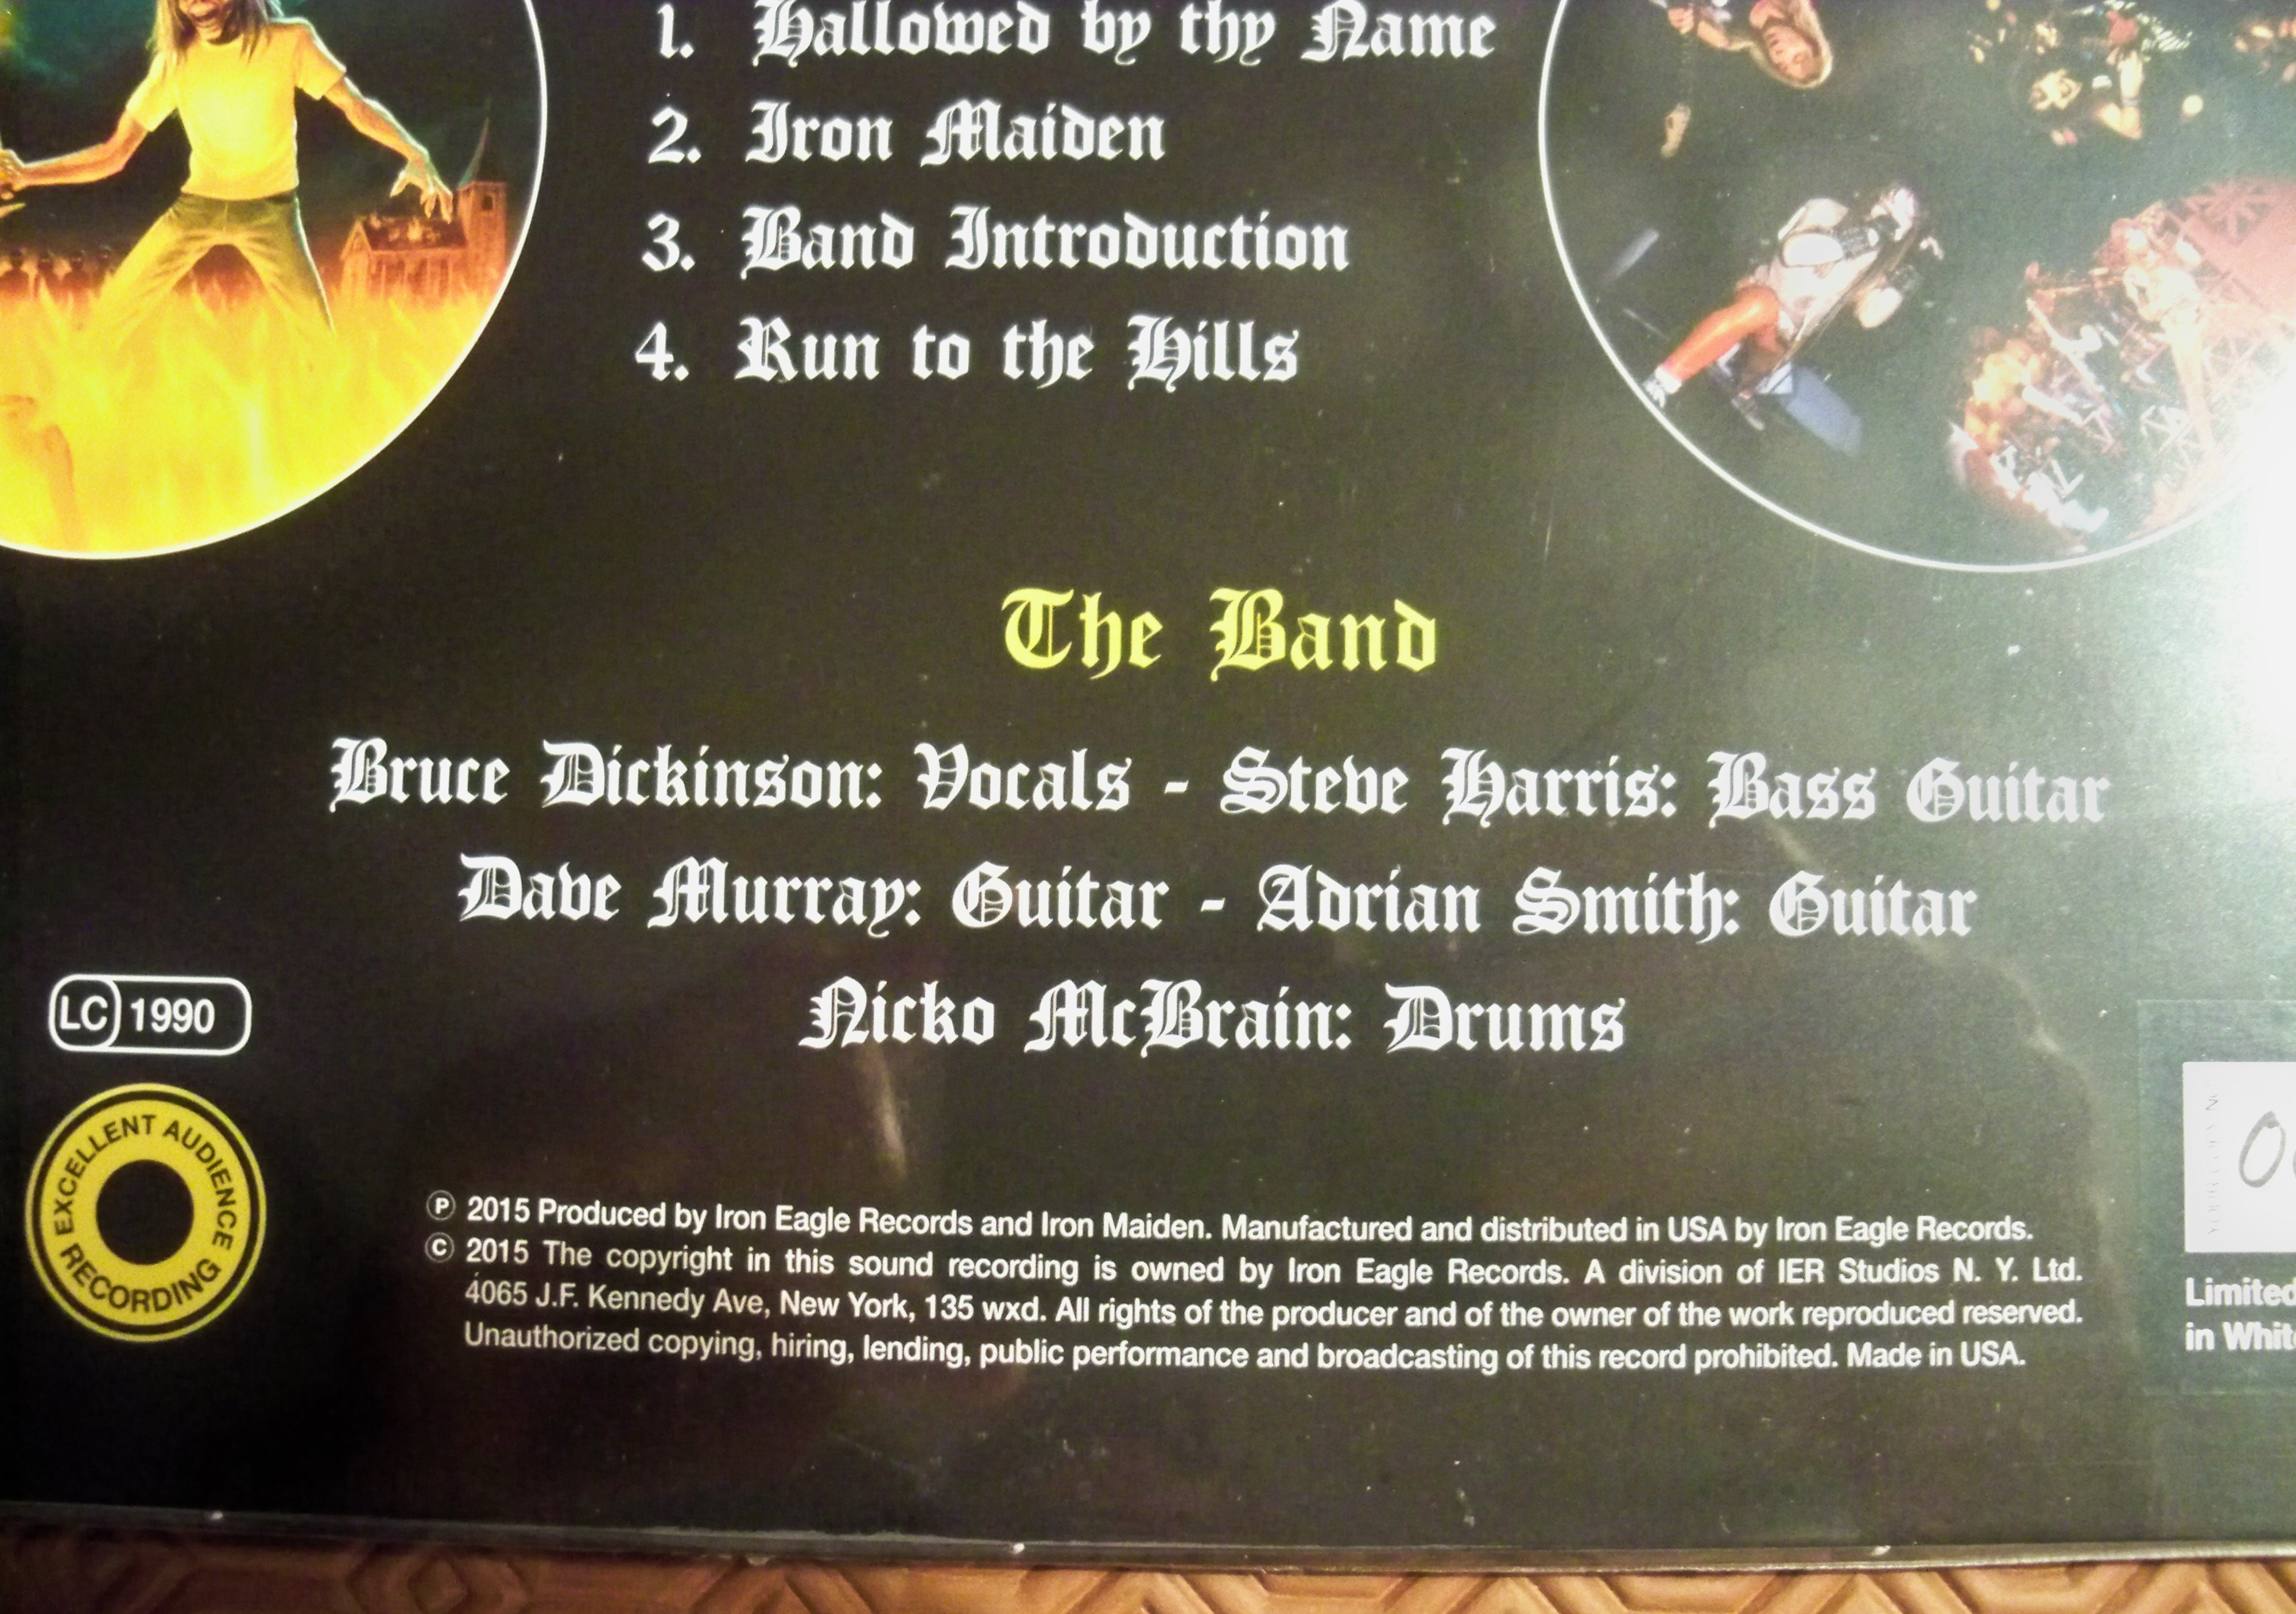 1. Hallowed by thy Name
2. Iron Maiden
3. Band Introduction
4. Run to the Hills
The Band
Bruce Dickinson: Vocals - Steve Harris: Bass Guitar
Dave Murray: Guitar - Adrian Smith: Guitar
Nicko McBrain: Drums
LC 1990
EXCELLENT AUDIENCE RECORDING
℗ 2015 Produced by Iron Eagle Records and Iron Maiden. Manufactured and distributed in USA by Iron Eagle Records.
© 2015 The copyright in this sound recording is owned by Iron Eagle Records. A division of IER Studios N. Y. Ltd.
4065 J.F. Kennedy Ave, New York, 135 wxd. All rights of the producer and of the owner of the work reproduced reserved.
Unauthorized copying, hiring, lending, public performance and broadcasting of this record prohibited. Made in USA.
Limited
in